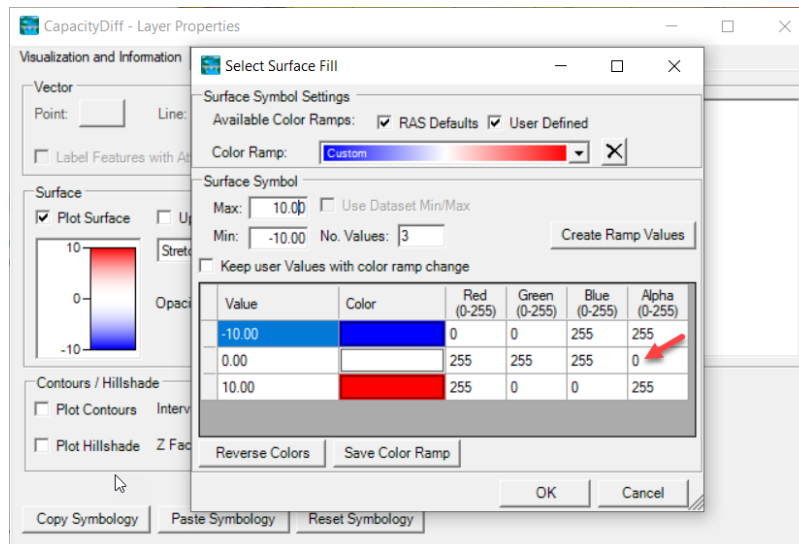 CapacityDiff - Layer Properties
Visualization and Information
Vector
Point:
Line:
Label Features with At
Surface
Plot Surface
Up
10
0
-10
Stretc
Opaci
Contours / Hillshade
Plot Contours
Interv
Plot Hillshade
Z Fac
Copy Symbology
Paste Symbology
Reset Symbology
Select Surface Fill
Surface Symbol Settings
Available Color Ramps:
RAS Defaults
User Defined
Color Ramp:
Custom
Surface Symbol
Max: 10.00
Use Dataset Min/Max
Min: -10.00
No. Values: 3
Create Ramp Values
Keep user Values with color ramp change
Value Color Red (0-255) Green (0-255) Blue (0-255) Alpha (0-255)
-10.00 0 0 255 255
0.00 255 255 255 0
10.00 255 0 0 255
Reverse Colors
Save Color Ramp
OK
Cancel